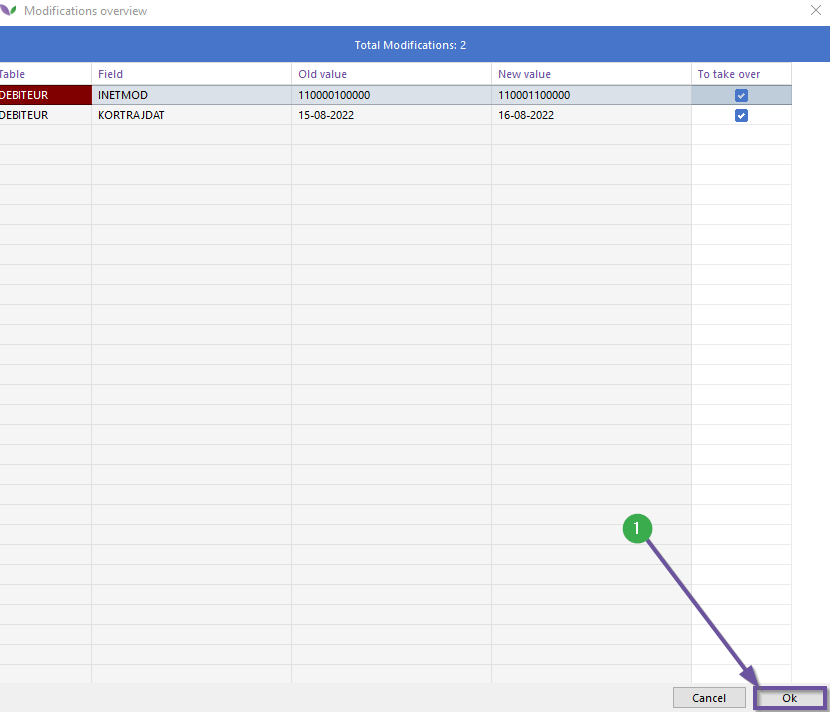 Modifications overview
Total Modifications: 2
Table Field Old value New value To take over
DEBITEUR INETMOD 110000100000 110001100000
DEBITEUR KORTRAJDAT 15-08-2022 16-08-2022
1
Cancel Ok